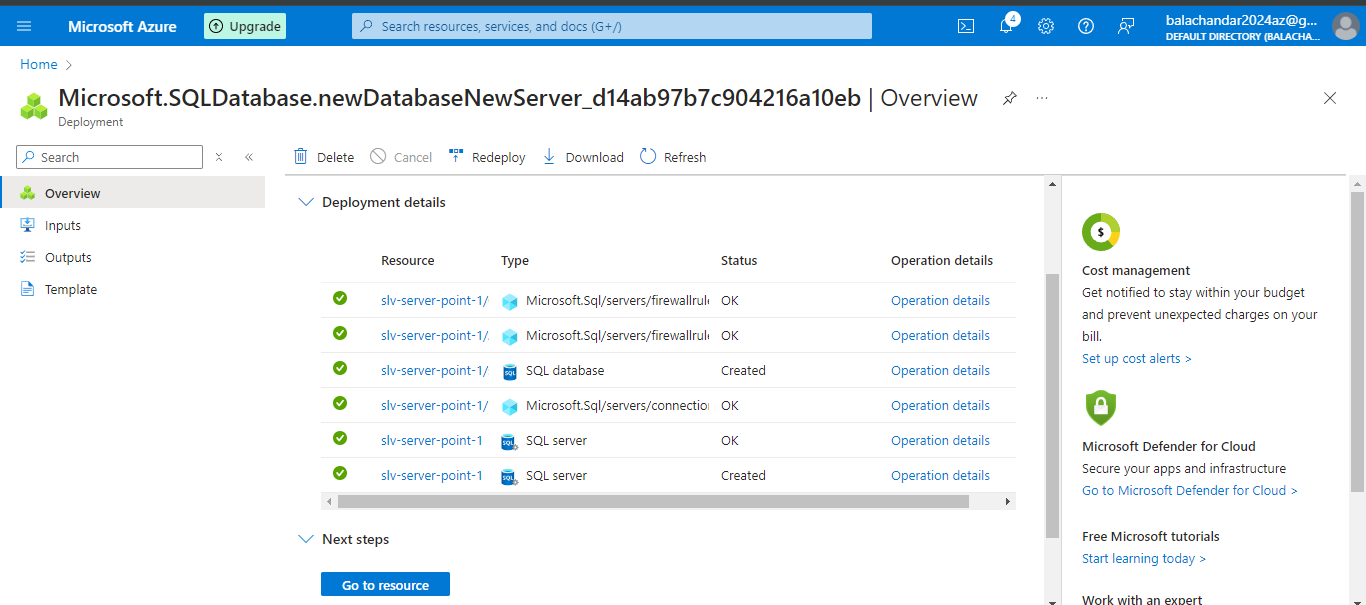 Microsoft Azure
Upgrade
Search resources, services, and docs (G+/)
4
balachandar2024az@g...
DEFAULT DIRECTORY (BALACHA...
Home >
Microsoft.SQLDatabase.newDatabaseNewServer_d14ab97b7c904216a10eb | Overview
...
Deployment
Search
Delete
Cancel
Redeploy
Download
Refresh
Overview
Inputs
Outputs
Template
Deployment details
Resource Type Status Operation details
slv-server-point-1/ Microsoft.Sql/servers/firewallrul OK Operation details
slv-server-point-1/ Microsoft.Sql/servers/firewallrul OK Operation details
slv-server-point-1/ SQL SQL database Created Operation details
slv-server-point-1/ Microsoft.Sql/servers/connection OK Operation details
slv-server-point-1 SQL SQL server OK Operation details
slv-server-point-1 SQL SQL server Created Operation details
Next steps
Go to resource
$
Cost management
Get notified to stay within your budget
and prevent unexpected charges on your
bill.
Set up cost alerts >
Microsoft Defender for Cloud
Secure your apps and infrastructure
Go to Microsoft Defender for Cloud >
Free Microsoft tutorials
Start learning today >
Work with an expert